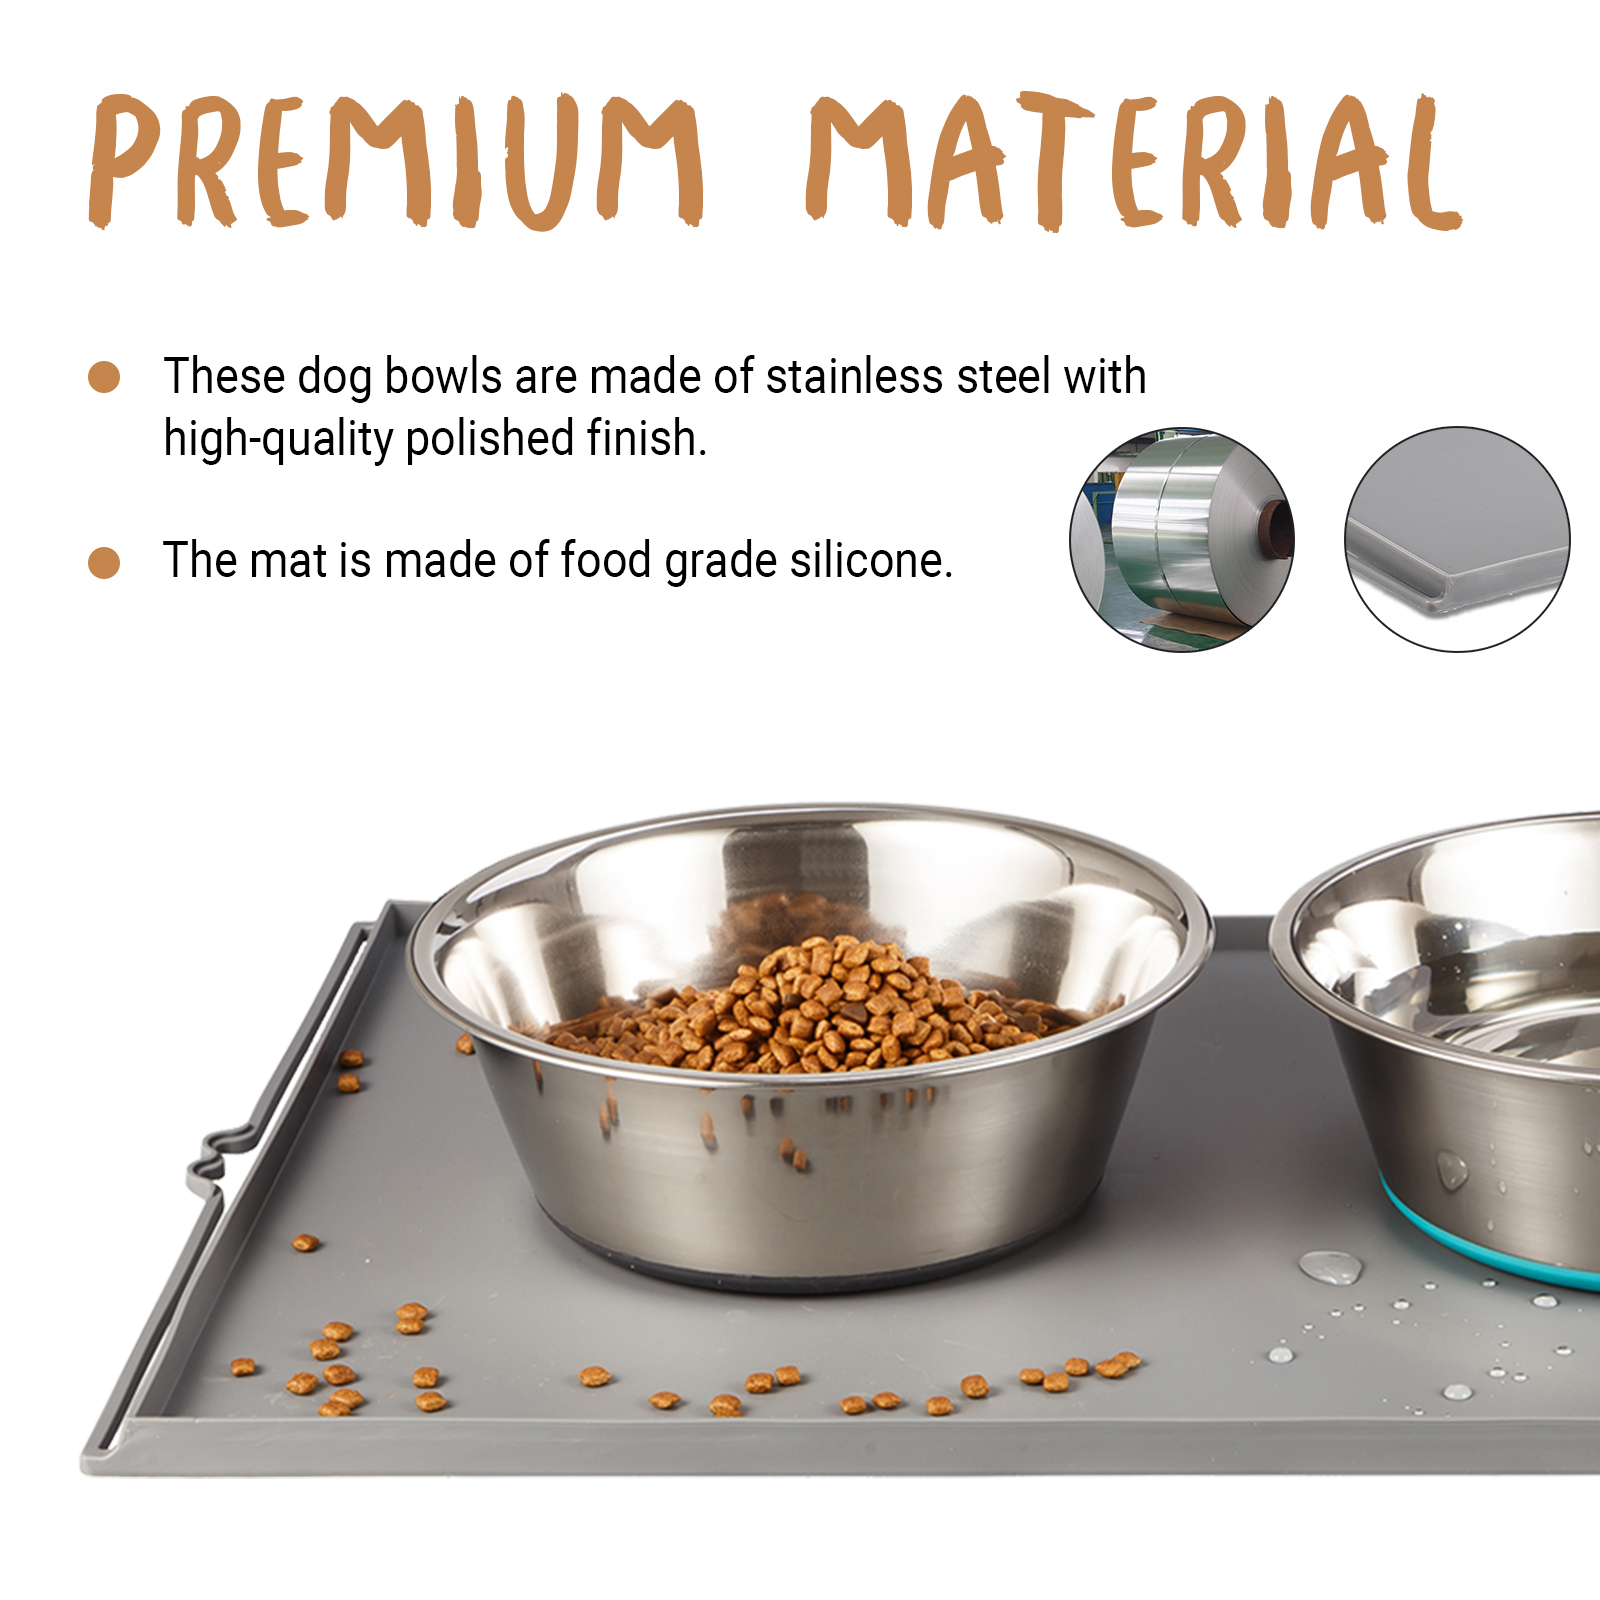 PREMIUM MATERIAL
These dog bowls are made of stainless steel with
high-quality polished finish.
The mat is made of food grade silicone.